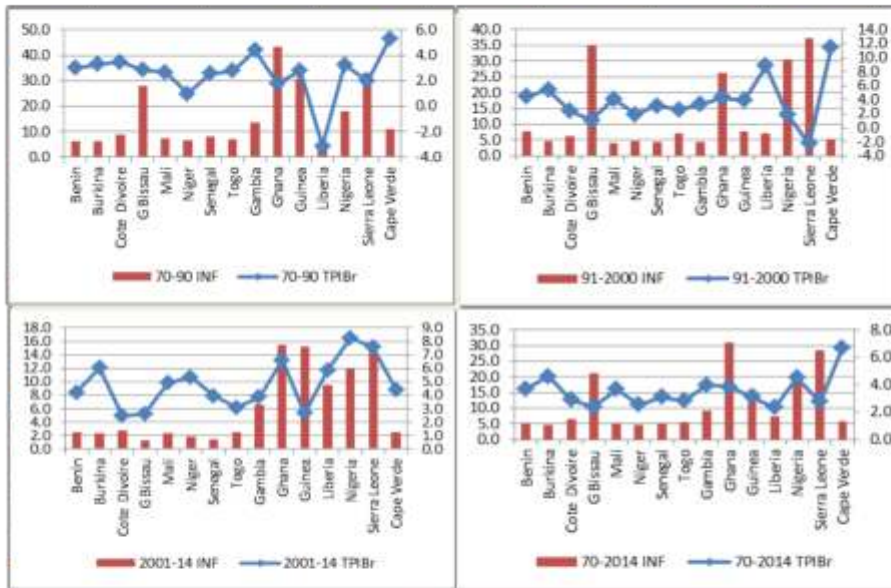 50.0
40.0
30.0
20.0
10.0
0.0
6.0
4.0
2.0
0.0
-2.0
-4.0
Benin
Burkina
Cote Divoire
G Bissau
Mali
Niger
Senegal
Togo
Gambia
Ghana
Guinea
Liberia
Nigeria
Sierra Leone
Cape Verde
70-90 INF
70-90 TPIBr
40.0
35.0
30.0
25.0
20.0
15.0
10.0
5.0
0.0
14.0
12.0
10.0
8.0
6.0
4.0
2.0
0.0
-2.0
-4.0
Benin
Burkina
Cote Divoire
G Bissau
Mali
Niger
Senegal
Togo
Gambia
Ghana
Guinea
Liberia
Nigeria
Sierra Leone
Cape Verde
91-2000 INF
91-2000 TPIBr
18.0
16.0
14.0
12.0
10.0
8.0
6.0
4.0
2.0
0.0
9.0
8.0
7.0
6.0
5.0
4.0
3.0
2.0
1.0
0.0
Benin
Burkina
Cote Divoire
G Bissau
Mali
Niger
Senegal
Togo
Gambia
Ghana
Guinea
Liberia
Nigeria
Sierra Leone
Cape Verde
2001-14 INF
2001-14 TPIBr
35.0
30.0
25.0
20.0
15.0
10.0
5.0
0.0
8.0
6.0
4.0
2.0
0.0
Benin
Burkina
Cote Divoire
G Bissau
Mali
Niger
Senegal
Togo
Gambia
Ghana
Guinea
Liberia
Nigeria
Sierra Leone
Cape Verde
70-2014 INF
70-2014 TPIBr